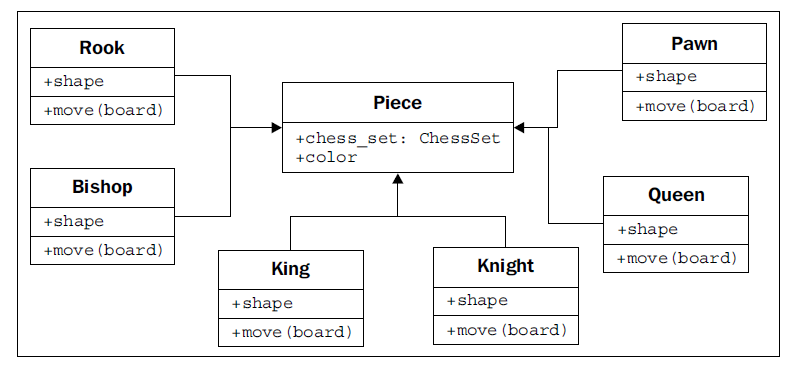 Rook
+shape
+move(board)
Pawn
+shape
+move(board)
Piece
+chess_set: ChessSet
+color
Bishop
+shape
+move(board)
Queen
+shape
+move(board)
King
+shape
+move(board)
Knight
+shape
+move(board)